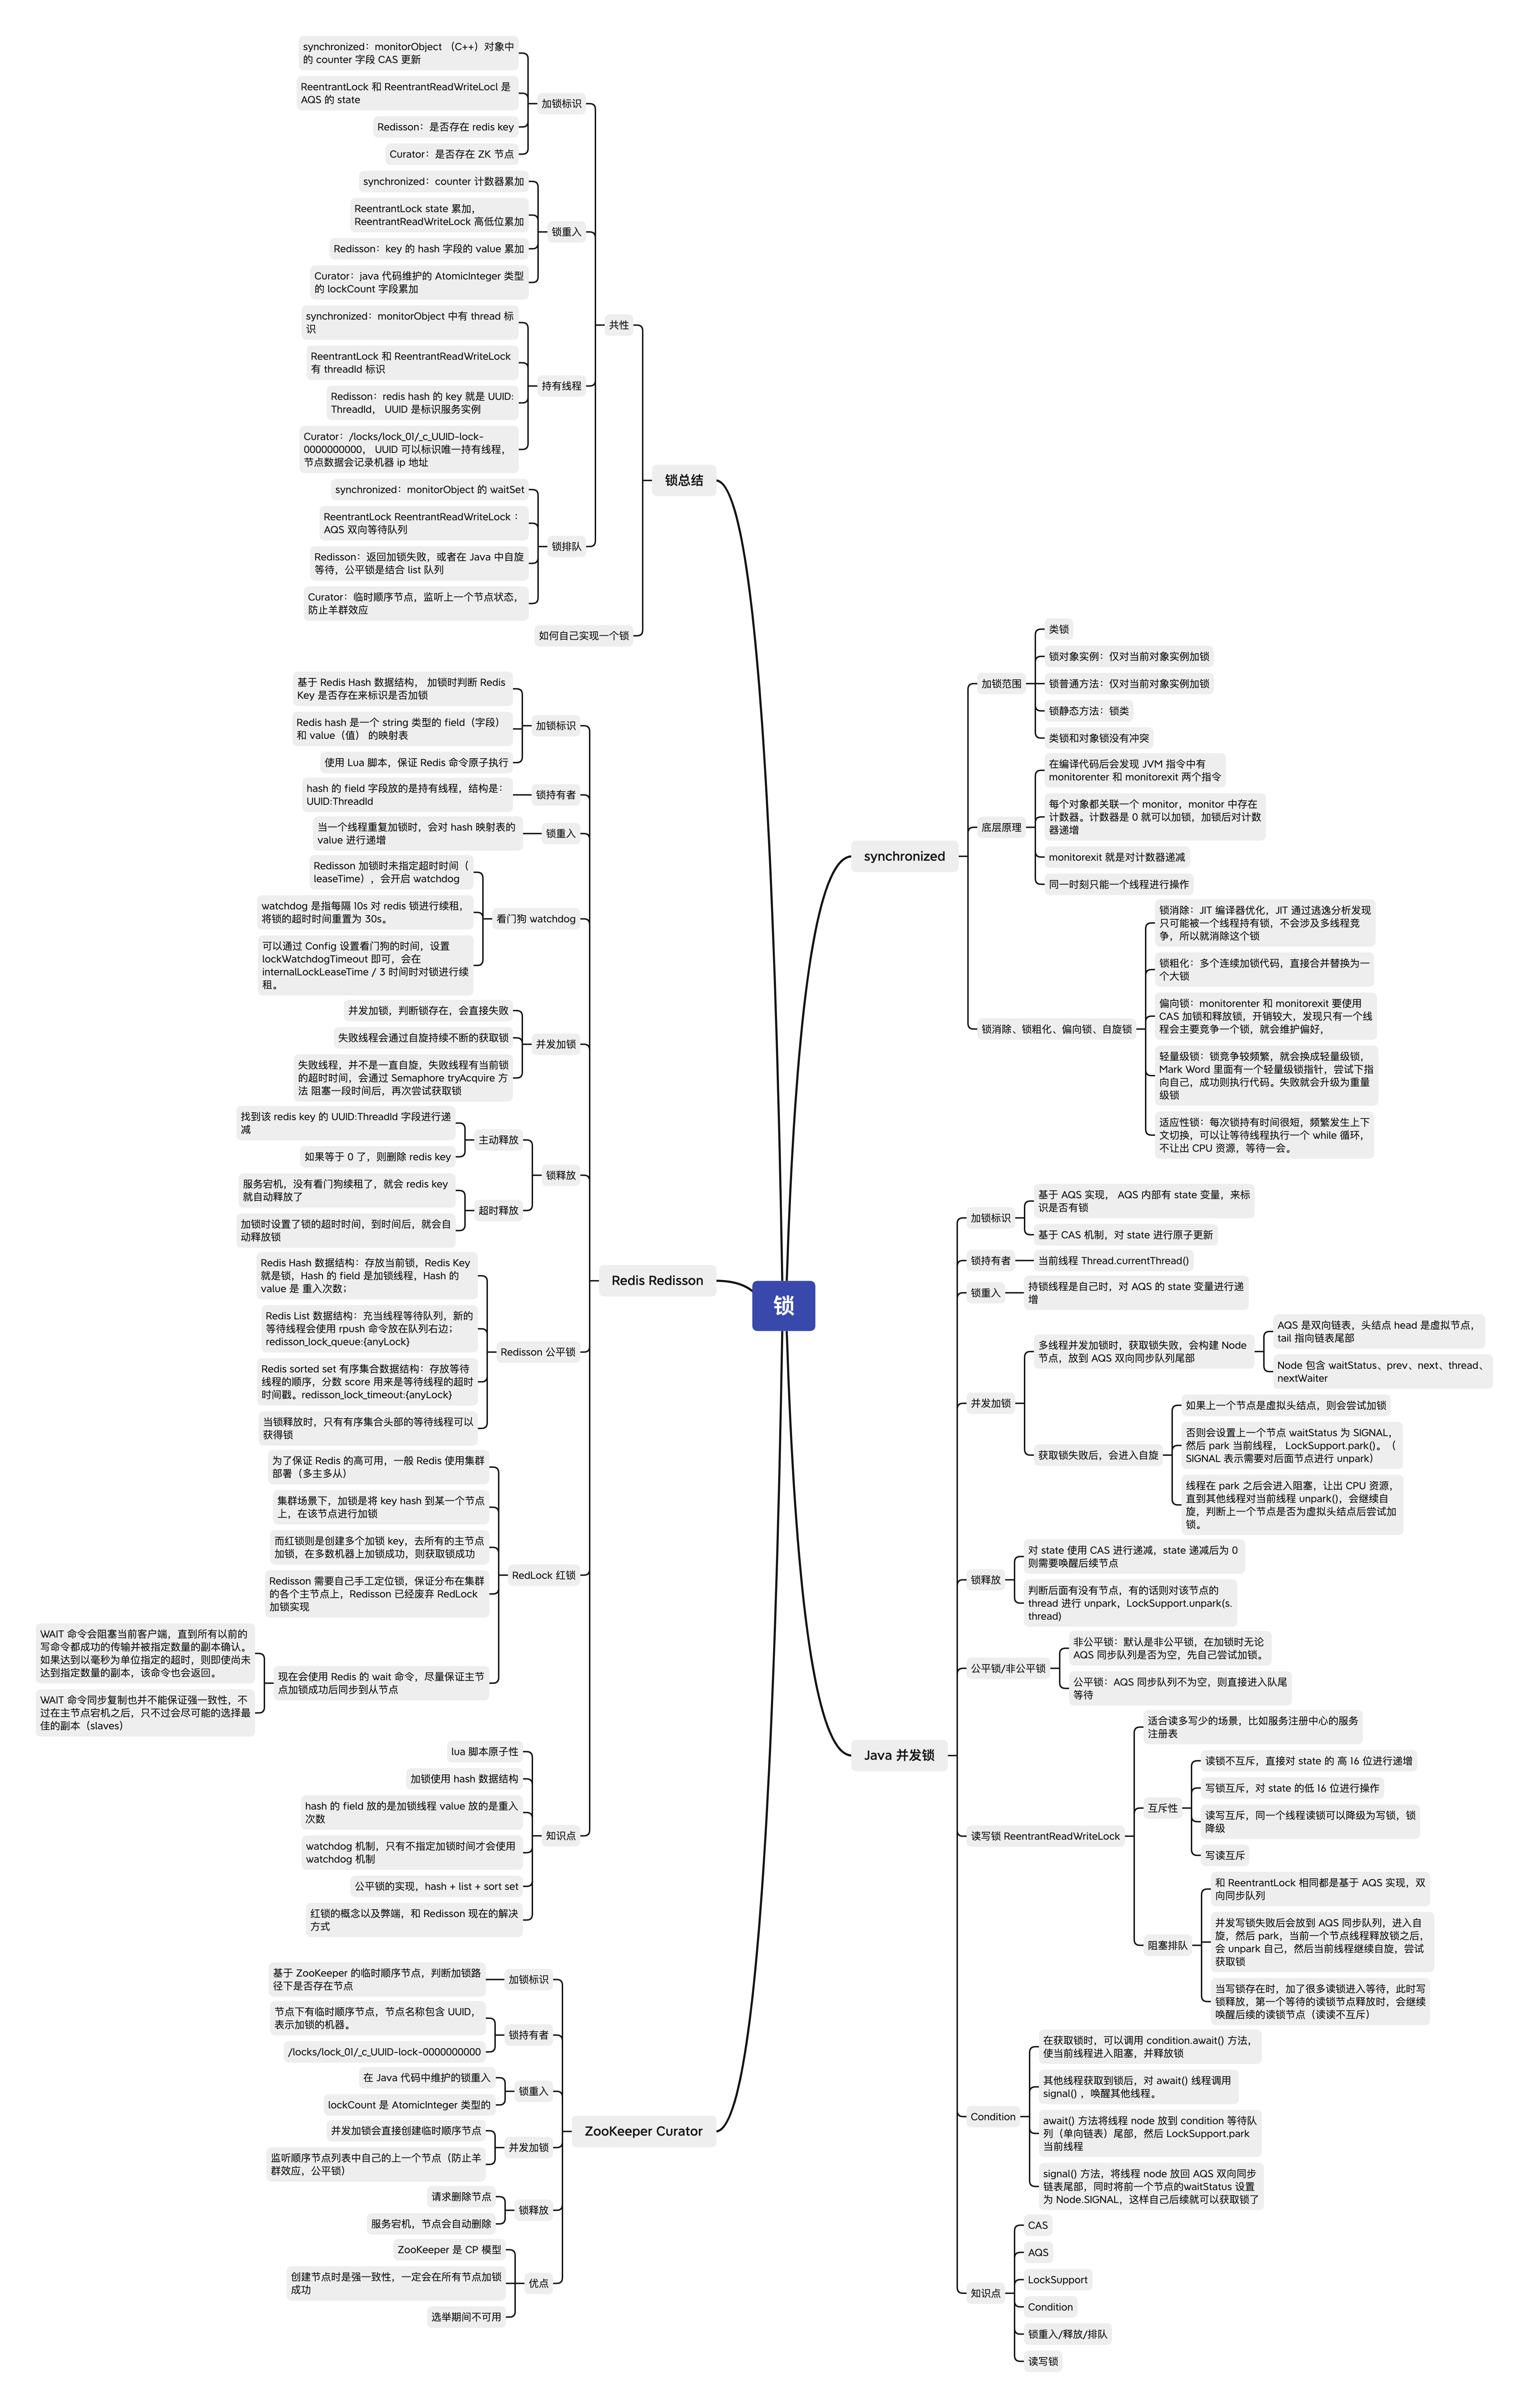 锁
锁总结
共性
加锁标识
synchronized：monitorObject （C++）对象中
的 counter 字段 CAS 更新
ReentrantLock 和 ReentrantReadWriteLocl 是
AQS 的 state
Redisson：是否存在 redis key
Curator：是否存在 ZK 节点
锁重入
synchronized：counter 计数器累加
ReentrantLock state 累加，
ReentrantReadWriteLock 高低位累加
Redisson：key 的 hash 字段的 value 累加
Curator：java 代码维护的 AtomicInteger 类型
的 lockCount 字段累加
持有线程
synchronized：monitorObject 中有 thread 标
识
ReentrantLock 和 ReentrantReadWriteLock
有 threadId 标识
Redisson：redis hash 的 key 就是 UUID:
ThreadId， UUID 是标识服务实例
Curator：/locks/lock_01/_c_UUID-lock-
0000000000， UUID 可以标识唯一持有线程，
节点数据会记录机器 ip 地址
锁排队
synchronized：monitorObject 的 waitSet
ReentrantLock ReentrantReadWriteLock ：
AQS 双向等待队列
Redisson：返回加锁失败，或者在 Java 中自旋
等待，公平锁是结合 list 队列
Curator：临时顺序节点，监听上一个节点状态，
防止羊群效应
如何自己实现一个锁
Redis Redisson
加锁标识
基于 Redis Hash 数据结构， 加锁时判断 Redis
Key 是否存在来标识是否加锁
Redis hash 是一个 string 类型的 field（字段）
和 value（值） 的映射表
使用 Lua 脚本，保证 Redis 命令原子执行
锁持有者
hash 的 field 字段放的是持有线程，结构是：
UUID:ThreadId
锁重入
当一个线程重复加锁时，会对 hash 映射表的
value 进行递增
看门狗 watchdog
Redisson 加锁时未指定超时时间（
leaseTime），会开启 watchdog
watchdog 是指每隔 10s 对 redis 锁进行续租，
将锁的超时时间重置为 30s。
可以通过 Config 设置看门狗的时间，设置
lockWatchdogTimeout 即可，会在
internalLockLeaseTime / 3 时间时对锁进行续
租。
并发加锁
并发加锁，判断锁存在，会直接失败
失败线程会通过自旋持续不断的获取锁
失败线程，并不是一直自旋，失败线程有当前锁
的超时时间，会通过 Semaphore tryAcquire 方
法 阻塞一段时间后，再次尝试获取锁
锁释放
主动释放
找到该 redis key 的 UUID:ThreadId 字段进行递
减
如果等于 0 了，则删除 redis key
超时释放
服务宕机，没有看门狗续租了，就会 redis key
就自动释放了
加锁时设置了锁的超时时间，到时间后，就会自
动释放锁
Redisson 公平锁
Redis Hash 数据结构：存放当前锁，Redis Key
就是锁，Hash 的 field 是加锁线程，Hash 的
value 是 重入次数；
Redis List 数据结构：充当线程等待队列，新的
等待线程会使用 rpush 命令放在队列右边；
redisson_lock_queue:{anyLock}
Redis sorted set 有序集合数据结构：存放等待
线程的顺序，分数 score 用来是等待线程的超时
时间戳。redisson_lock_timeout:{anyLock}
当锁释放时，只有有序集合头部的等待线程可以
获得锁
RedLock 红锁
为了保证 Redis 的高可用，一般 Redis 使用集群
部署（多主多从）
集群场景下，加锁是将 key hash 到某一个节点
上，在该节点进行加锁
而红锁则是创建多个加锁 key，去所有的主节点
加锁，在多数机器上加锁成功，则获取锁成功
Redisson 需要自己手工定位锁，保证分布在集群
的各个主节点上，Redisson 已经废弃 RedLock
加锁实现
现在会使用 Redis 的 wait 命令，尽量保证主节
点加锁成功后同步到从节点
WAIT 命令会阻塞当前客户端，直到所有以前的
写命令都成功的传输并被指定数量的副本确认。
如果达到以毫秒为单位指定的超时，则即使尚未
达到指定数量的副本，该命令也会返回。
WAIT 命令同步复制也并不能保证强一致性，不
过在主节点宕机之后，只不过会尽可能的选择最
佳的副本（slaves）
知识点
lua 脚本原子性
加锁使用 hash 数据结构
hash 的 field 放的是加锁线程 value 放的是重入
次数
watchdog 机制，只有不指定加锁时间才会使用
watchdog 机制
公平锁的实现，hash + list + sort set
红锁的概念以及弊端，和 Redisson 现在的解决
方式
ZooKeeper Curator
加锁标识
基于 ZooKeeper 的临时顺序节点，判断加锁路
径下是否存在节点
锁持有者
节点下有临时顺序节点，节点名称包含 UUID，
表示加锁的机器。
/locks/lock_01/_c_UUID-lock-0000000000
锁重入
在 Java 代码中维护的锁重入
lockCount 是 AtomicInteger 类型的
并发加锁
并发加锁会直接创建临时顺序节点
监听顺序节点列表中自己的上一个节点（防止羊
群效应，公平锁）
锁释放
请求删除节点
服务宕机，节点会自动删除
优点
ZooKeeper 是 CP 模型
创建节点时是强一致性，一定会在所有节点加锁
成功
选举期间不可用
synchronized
加锁范围
类锁
锁对象实例：仅对当前对象实例加锁
锁普通方法：仅对当前对象实例加锁
锁静态方法：锁类
类锁和对象锁没有冲突
底层原理
在编译代码后会发现 JVM 指令中有
monitorenter 和 monitorexit 两个指令
每个对象都关联一个 monitor，monitor 中存在
计数器。计数器是 0 就可以加锁，加锁后对计数
器递增
monitorexit 就是对计数器递减
同一时刻只能一个线程进行操作
锁消除、锁粗化、偏向锁、自旋锁
锁消除：JIT 编译器优化，JIT 通过逃逸分析发现
只可能被一个线程持有锁，不会涉及多线程竞
争，所以就消除这个锁
锁粗化：多个连续加锁代码，直接合并替换为一
个大锁
偏向锁：monitorenter 和 monitorexit 要使用
CAS 加锁和释放锁，开销较大，发现只有一个线
程会主要竞争一个锁，就会维护偏好，
轻量级锁：锁竞争较频繁，就会换成轻量级锁，
Mark Word 里面有一个轻量级锁指针，尝试下指
向自己，成功则执行代码。失败就会升级为重量
级锁
适应性锁：每次锁持有时间很短，频繁发生上下
文切换，可以让等待线程执行一个 while 循环，
不让出 CPU 资源，等待一会。
Java 并发锁
加锁标识
基于 AQS 实现， AQS 内部有 state 变量，来标
识是否有锁
基于 CAS 机制，对 state 进行原子更新
锁持有者
当前线程 Thread.currentThread()
锁重入
持锁线程是自己时，对 AQS 的 state 变量进行递
增
并发加锁
多线程并发加锁时，获取锁失败，会构建 Node
节点，放到 AQS 双向同步队列尾部
AQS 是双向链表，头结点 head 是虚拟节点，
tail 指向链表尾部
Node 包含 waitStatus、prev、next、thread、
nextWaiter
获取锁失败后，会进入自旋
如果上一个节点是虚拟头结点，则会尝试加锁
否则会设置上一个节点 waitStatus 为 SIGNAL，
然后 park 当前线程， LockSupport.park()。（
SIGNAL 表示需要对后面节点进行 unpark）
线程在 park 之后会进入阻塞，让出 CPU 资源，
直到其他线程对当前线程 unpark()，会继续自
旋，判断上一个节点是否为虚拟头结点后尝试加
锁。
锁释放
对 state 使用 CAS 进行递减，state 递减后为 0
则需要唤醒后续节点
判断后面有没有节点，有的话则对该节点的
thread 进行 unpark，LockSupport.unpark(s.
thread)
公平锁/非公平锁
非公平锁：默认是非公平锁，在加锁时无论
AQS 同步队列是否为空，先自己尝试加锁。
公平锁：AQS 同步队列不为空，则直接进入队尾
等待
读写锁 ReentrantReadWriteLock
适合读多写少的场景，比如服务注册中心的服务
注册表
互斥性
读锁不互斥，直接对 state 的 高 16 位进行递增
写锁互斥，对 state 的低 16 位进行操作
读写互斥，同一个线程读锁可以降级为写锁，锁
降级
写读互斥
阻塞排队
和 ReentrantLock 相同都是基于 AQS 实现，双
向同步队列
并发写锁失败后会放到 AQS 同步队列，进入自
旋，然后 park，当前一个节点线程释放锁之后，
会 unpark 自己，然后当前线程继续自旋，尝试
获取锁
当写锁存在时，加了很多读锁进入等待，此时写
锁释放，第一个等待的读锁节点释放时，会继续
唤醒后续的读锁节点（读读不互斥）
Condition
在获取锁时，可以调用 condition.await() 方法，
使当前线程进入阻塞，并释放锁
其他线程获取到锁后，对 await() 线程调用
signal() ，唤醒其他线程。
await() 方法将线程 node 放到 condition 等待队
列（单向链表）尾部，然后 LockSupport.park
当前线程
signal() 方法，将线程 node 放回 AQS 双向同步
链表尾部，同时将前一个节点的waitStatus 设置
为 Node.SIGNAL，这样自己后续就可以获取锁了
知识点
CAS
AQS
LockSupport
Condition
锁重入/释放/排队
读写锁